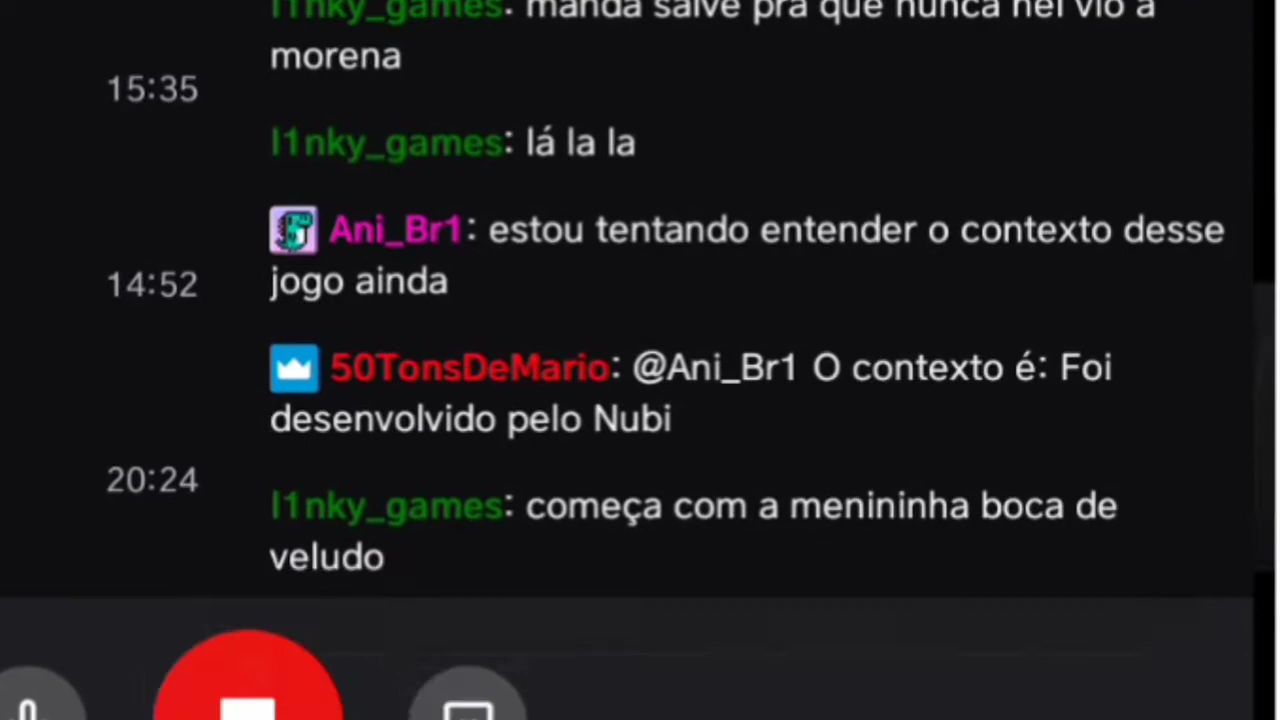 l1nky_games: manda salve pra que nunca nei vio a
morena
15:35
l1nky_games: lá la la
Ani_Br1: estou tentando entender o contexto desse
jogo ainda
14:52
50TonsDeMario: @Ani_Br1 O contexto é: Foi
desenvolvido pelo Nubi
20:24
l1nky_games: começa com a menininha boca de
veludo